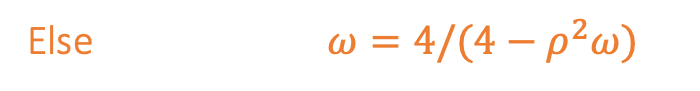 Else 𝜔 = 4/(4 − 𝜌²𝜔)